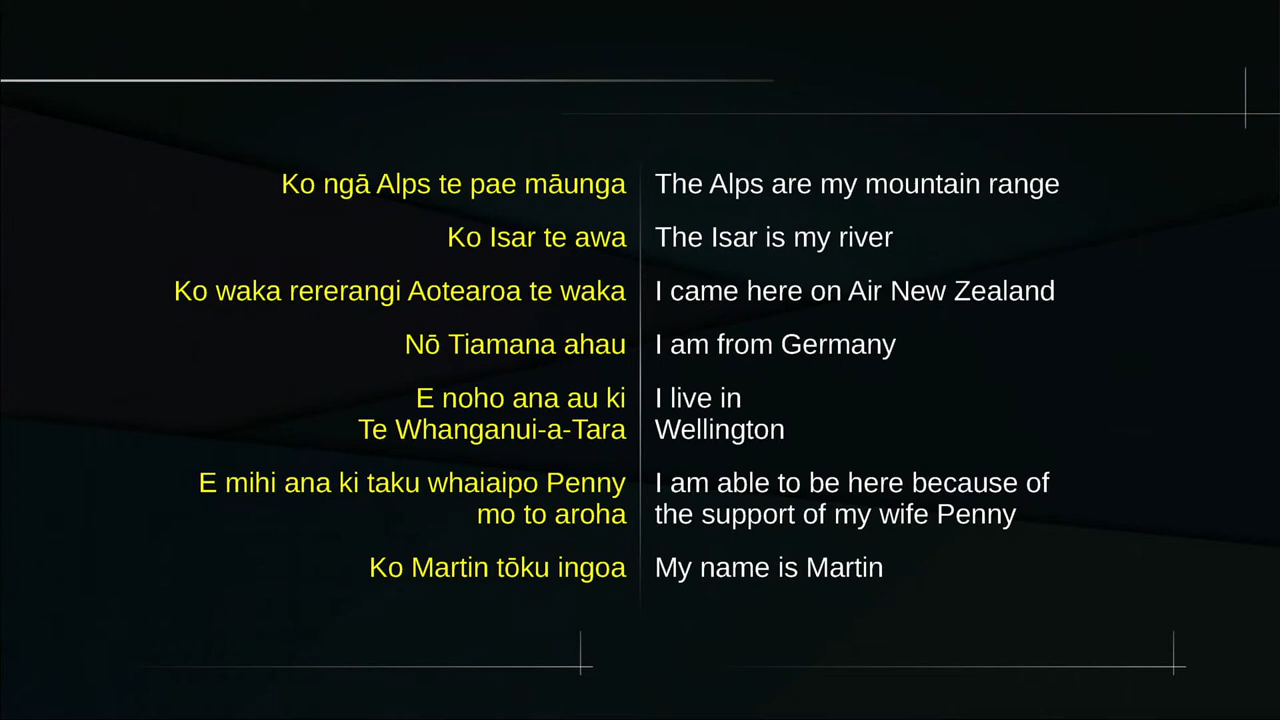 Ko ngā Alps te pae māunga
The Alps are my mountain range
Ko Isar te awa
The Isar is my river
Ko waka rererangi Aotearoa te waka
I came here on Air New Zealand
Nō Tiamana ahau
I am from Germany
E noho ana au ki
Te Whanganui-a-Tara
I live in
Wellington
E mihi ana ki taku whaiaipo Penny
mo to aroha
I am able to be here because of
the support of my wife Penny
Ko Martin tōku ingoa
My name is Martin